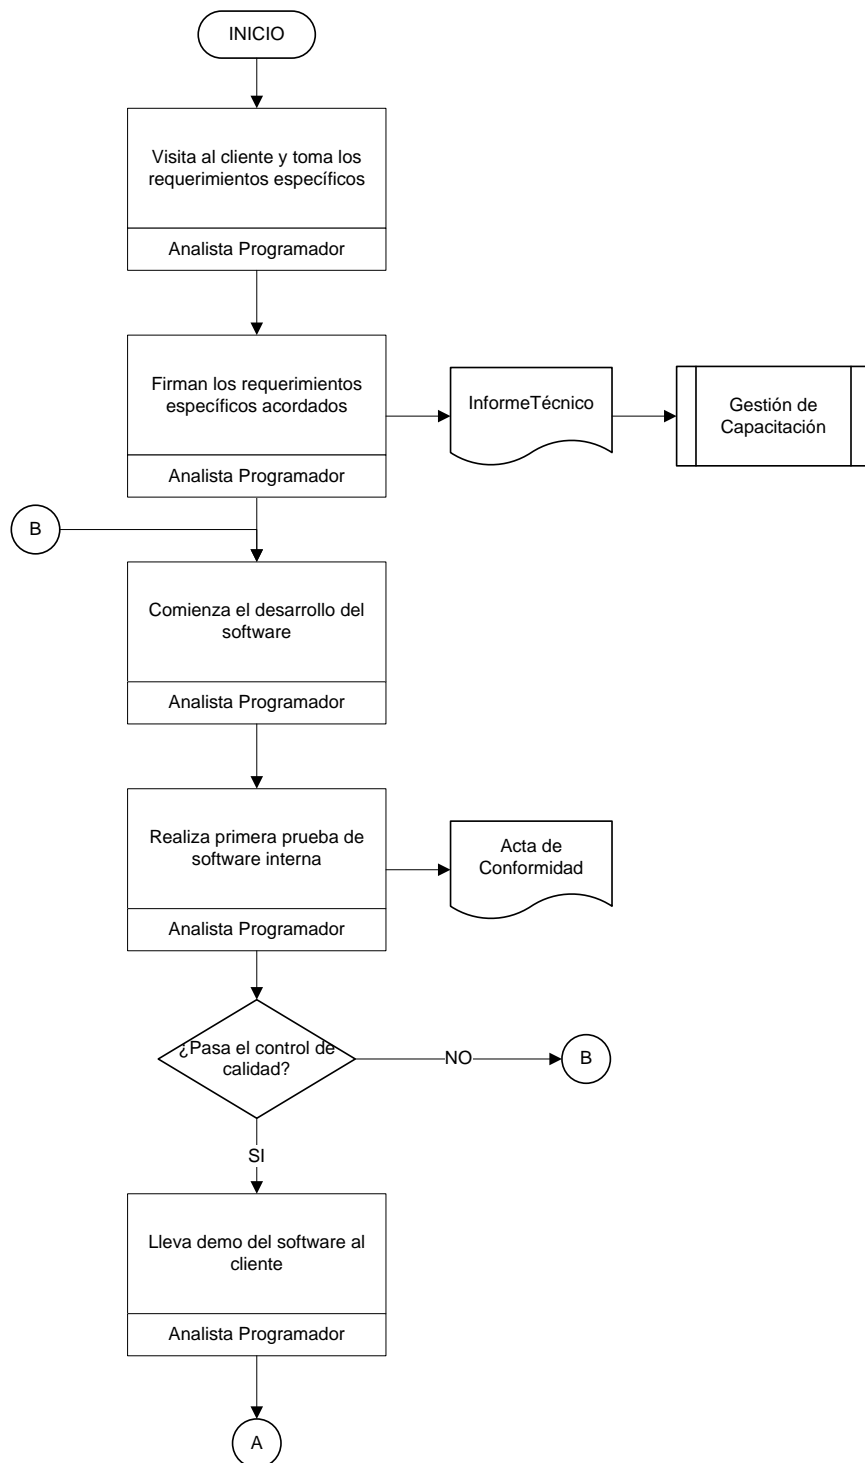 INICIO
Visita al cliente y toma los
requerimientos específicos
Analista Programador
Firman los requerimientos
específicos acordados
Analista Programador
InformeTécnico
Gestión de
Capacitación
B
Comienza el desarrollo del
software
Analista Programador
Realiza primera prueba de
software interna
Analista Programador
Acta de
Conformidad
¿Pasa el control de
calidad?
NO
B
SI
Lleva demo del software al
cliente
Analista Programador
A